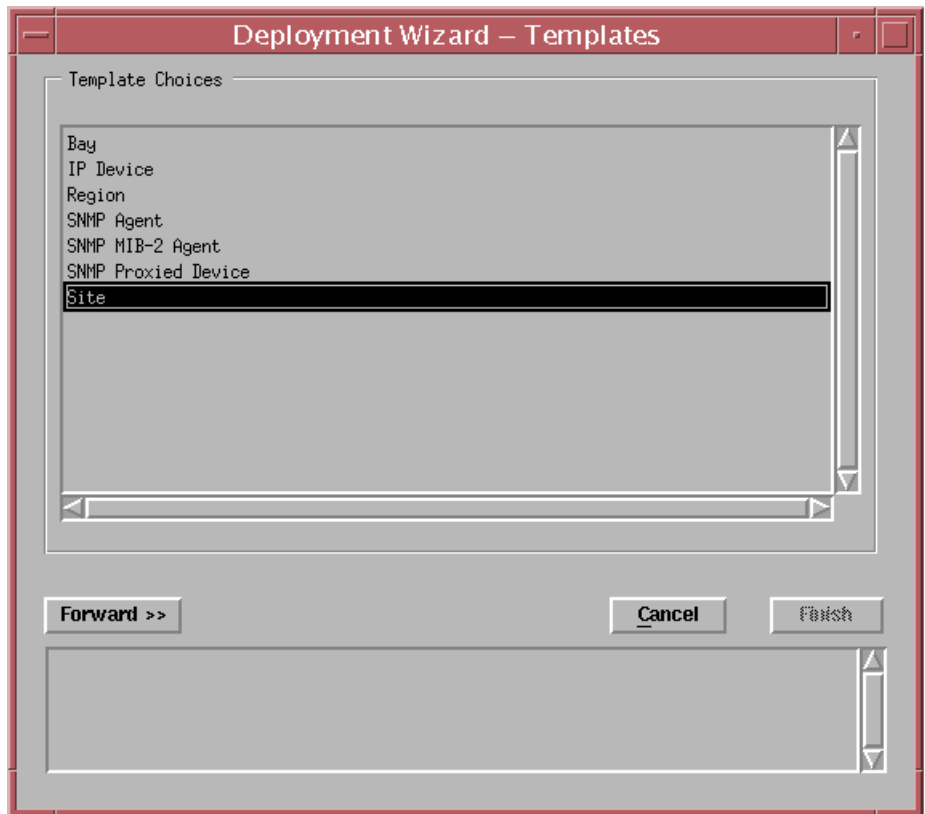 Deployment Wizard – Templates
Template Choices
Bay
IP Device
Region
SNMP Agent
SNMP MIB-2 Agent
SNMP Proxied Device
Site
Forward >>
Cancel
Finish